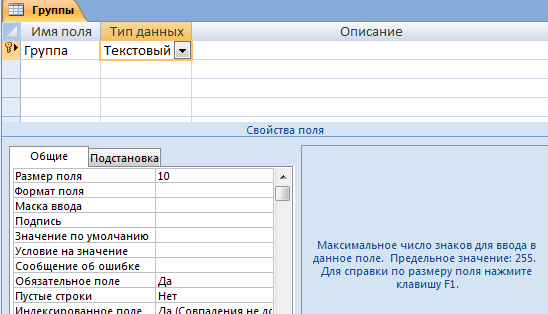 Группы
Имя поля Тип данных Описание
Группа Текстовый
Свойства поля
Общие Подстановка
Размер поля 10
Формат поля
Маска ввода
Подпись
Значение по умолчанию
Условие на значение
Сообщение об ошибке
Обязательное поле Да
Пустые строки Нет
Индексированное поле Да (Совпадения не до
Максимальное число знаков для ввода в
данное поле. Предельное значение: 255.
Для справки по размеру поля нажмите
клавишу F1.